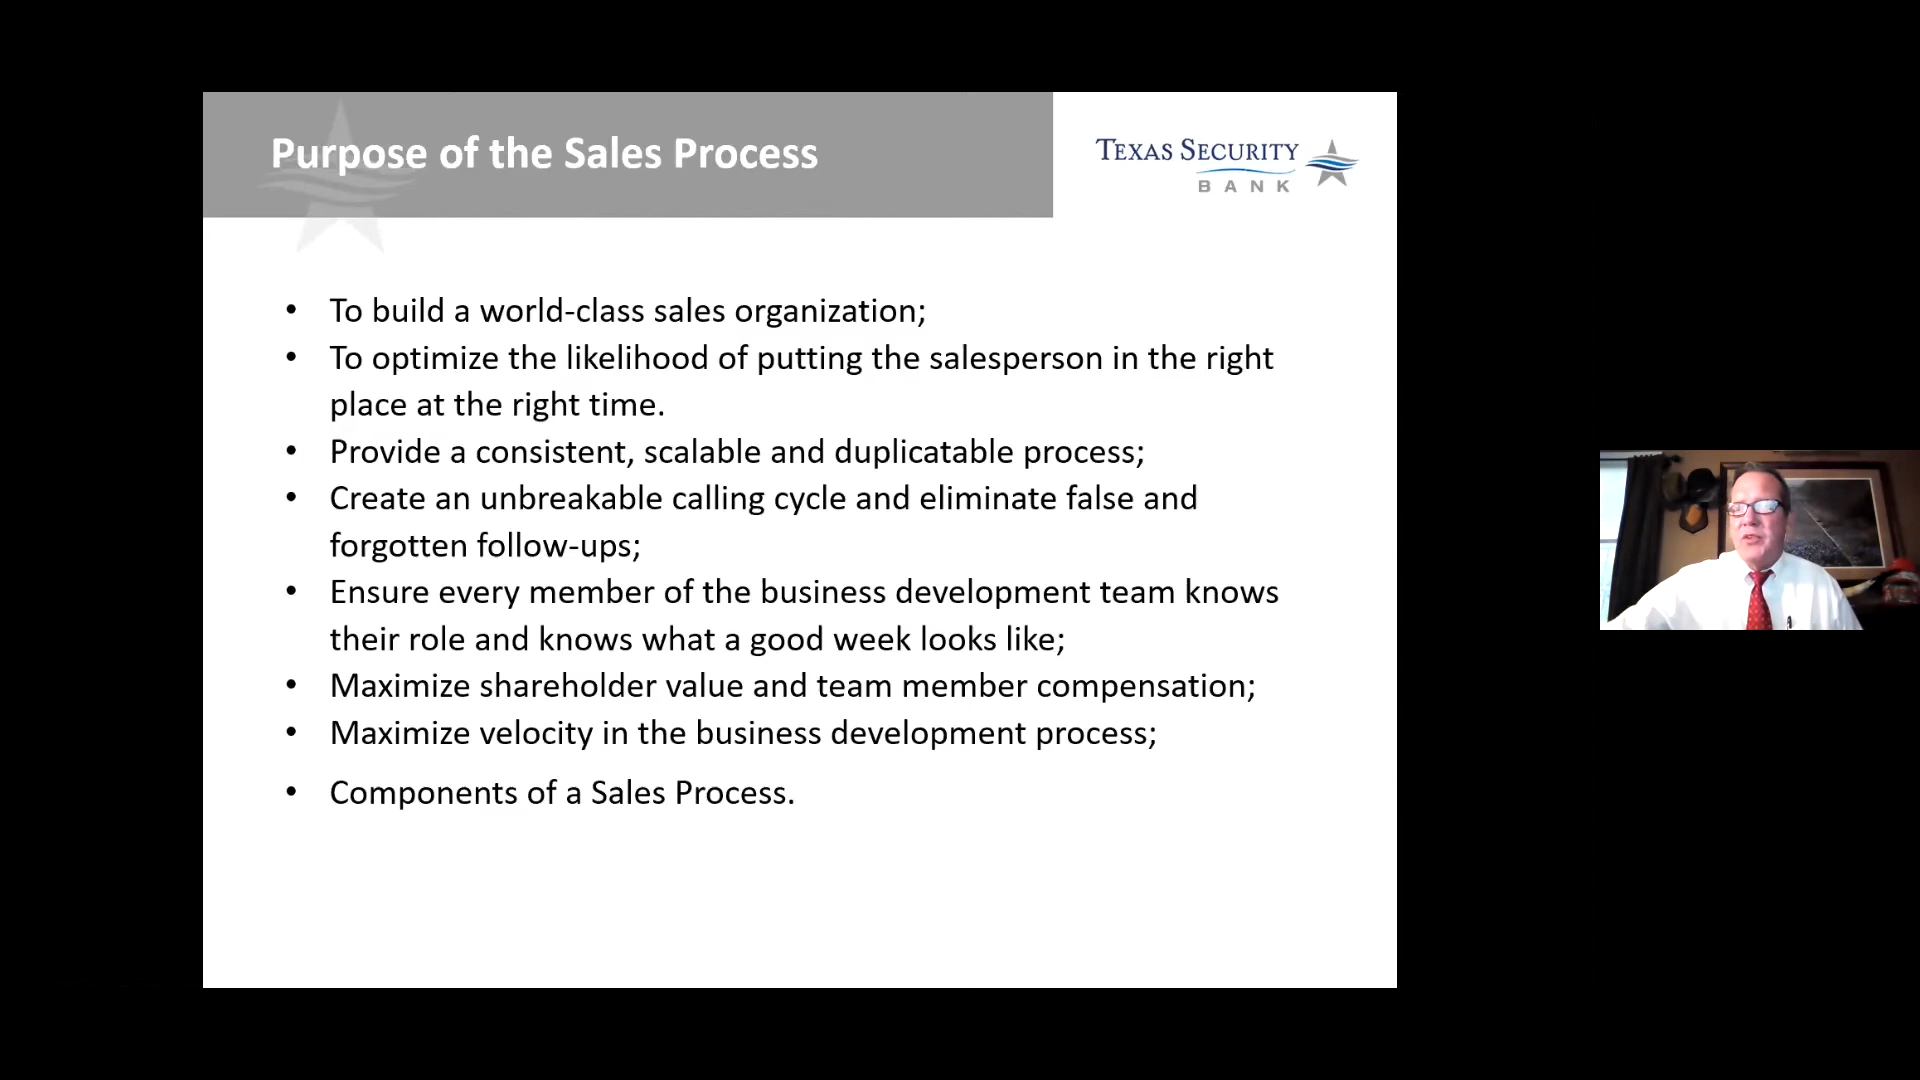 Purpose of the Sales Process
TEXAS SECURITY
BANK
• To build a world-class sales organization;
• To optimize the likelihood of putting the salesperson in the right
place at the right time.
• Provide a consistent, scalable and duplicatable process;
• Create an unbreakable calling cycle and eliminate false and
forgotten follow-ups;
• Ensure every member of the business development team knows
their role and knows what a good week looks like;
• Maximize shareholder value and team member compensation;
• Maximize velocity in the business development process;
• Components of a Sales Process.